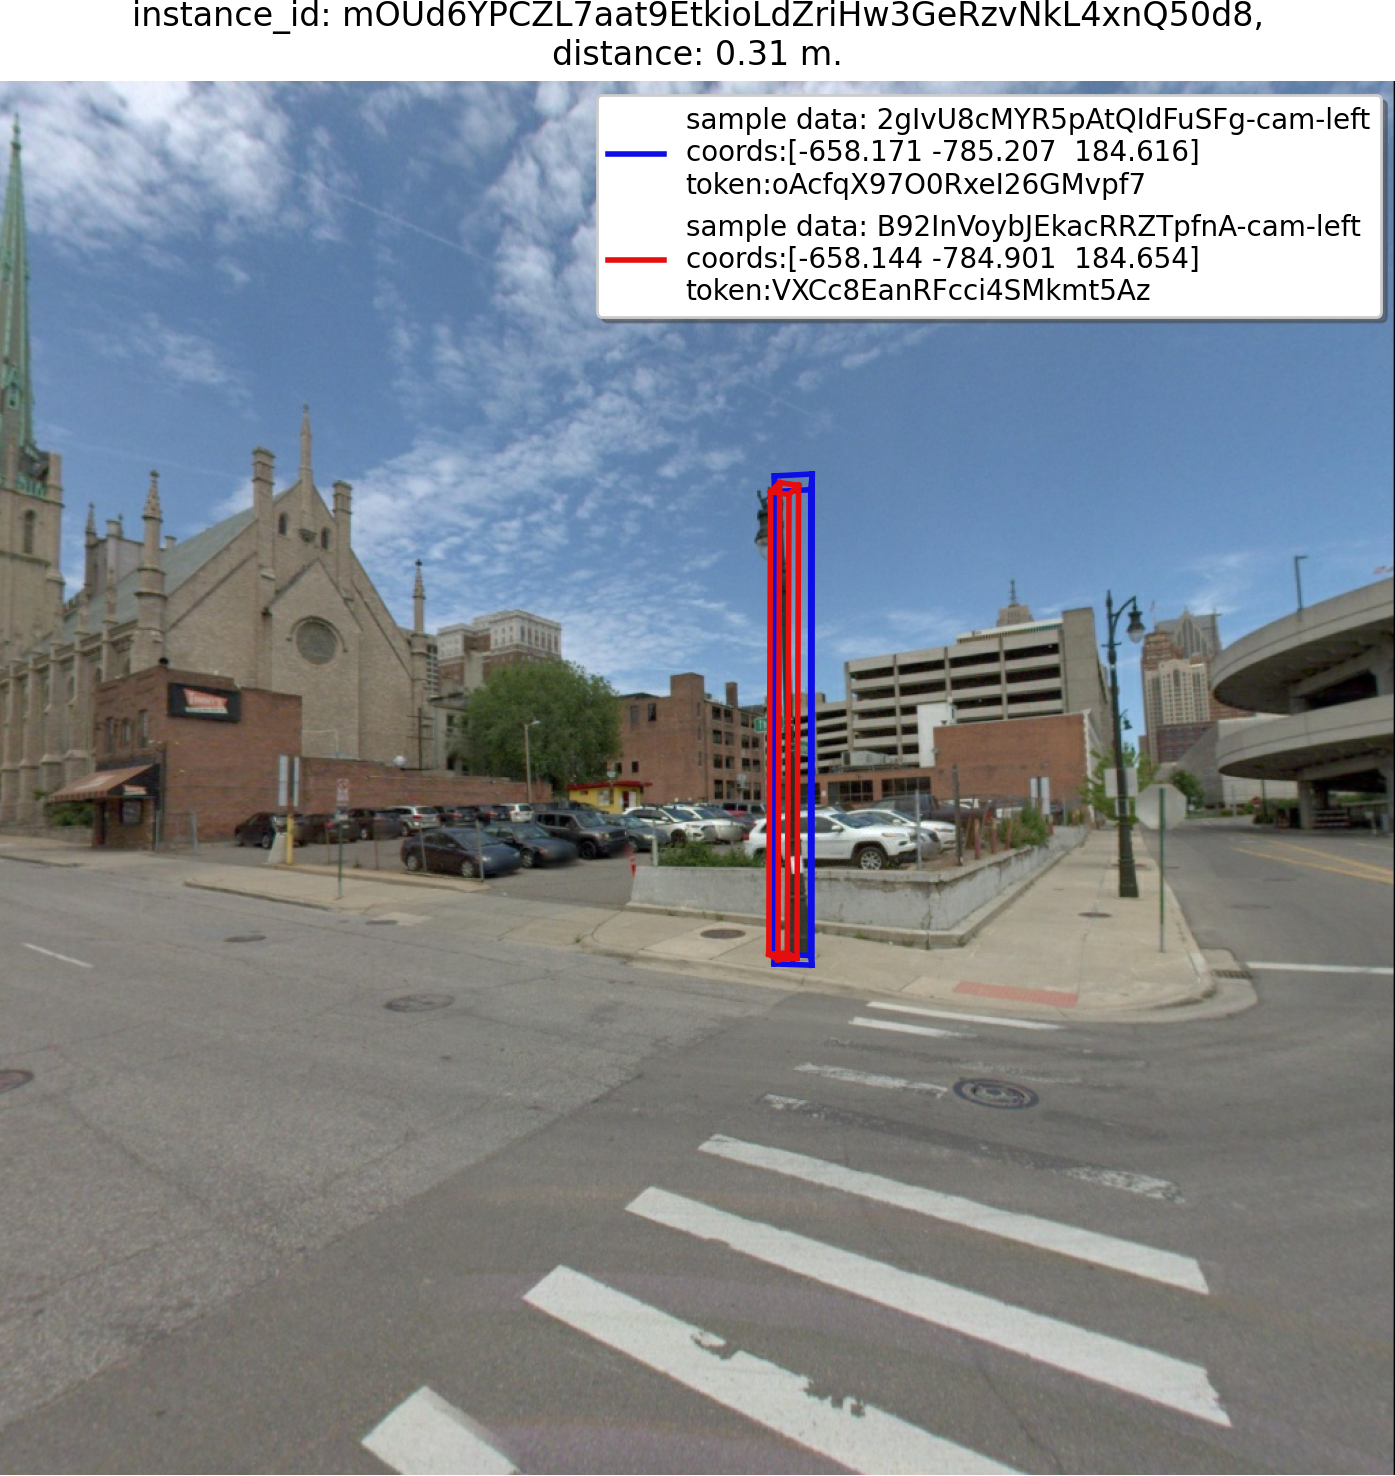 instance_id: mOUd6YPCZL7aat9EtkioLdZriHw3GeRzvNkL4xnQ50d8,
distance: 0.31 m.
sample data: 2gIvU8cMYR5pAtQIdFuSFg-cam-left
coords:[-658.171 -785.207  184.616]
token:oAcfqX97O0RxeI26GMvpf7
sample data: B92InVoybJEkacRRZTpfnA-cam-left
coords:[-658.144 -784.901  184.654]
token:VXCc8EanRFcci4SMkmt5Az